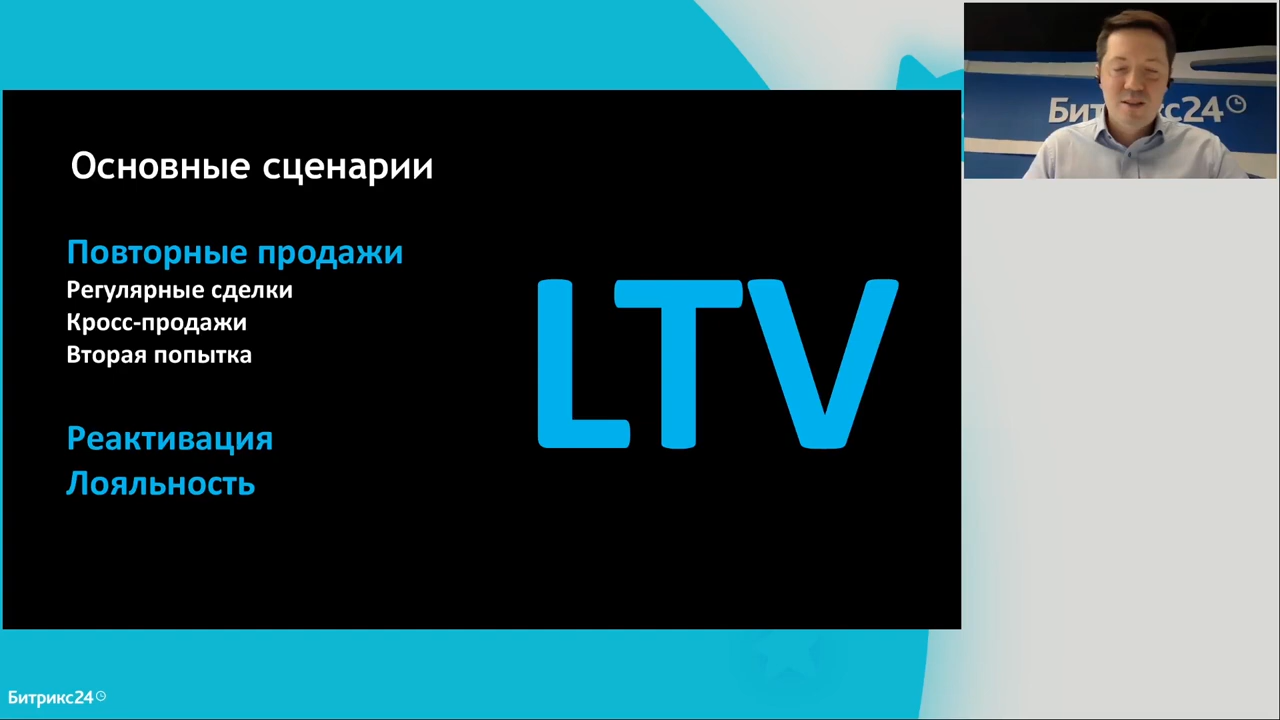 Основные сценарии
Повторные продажи
Регулярные сделки
Кросс-продажи
Вторая попытка
Реактивация
Лояльность
LTV
Битрикс24
Битрикс24